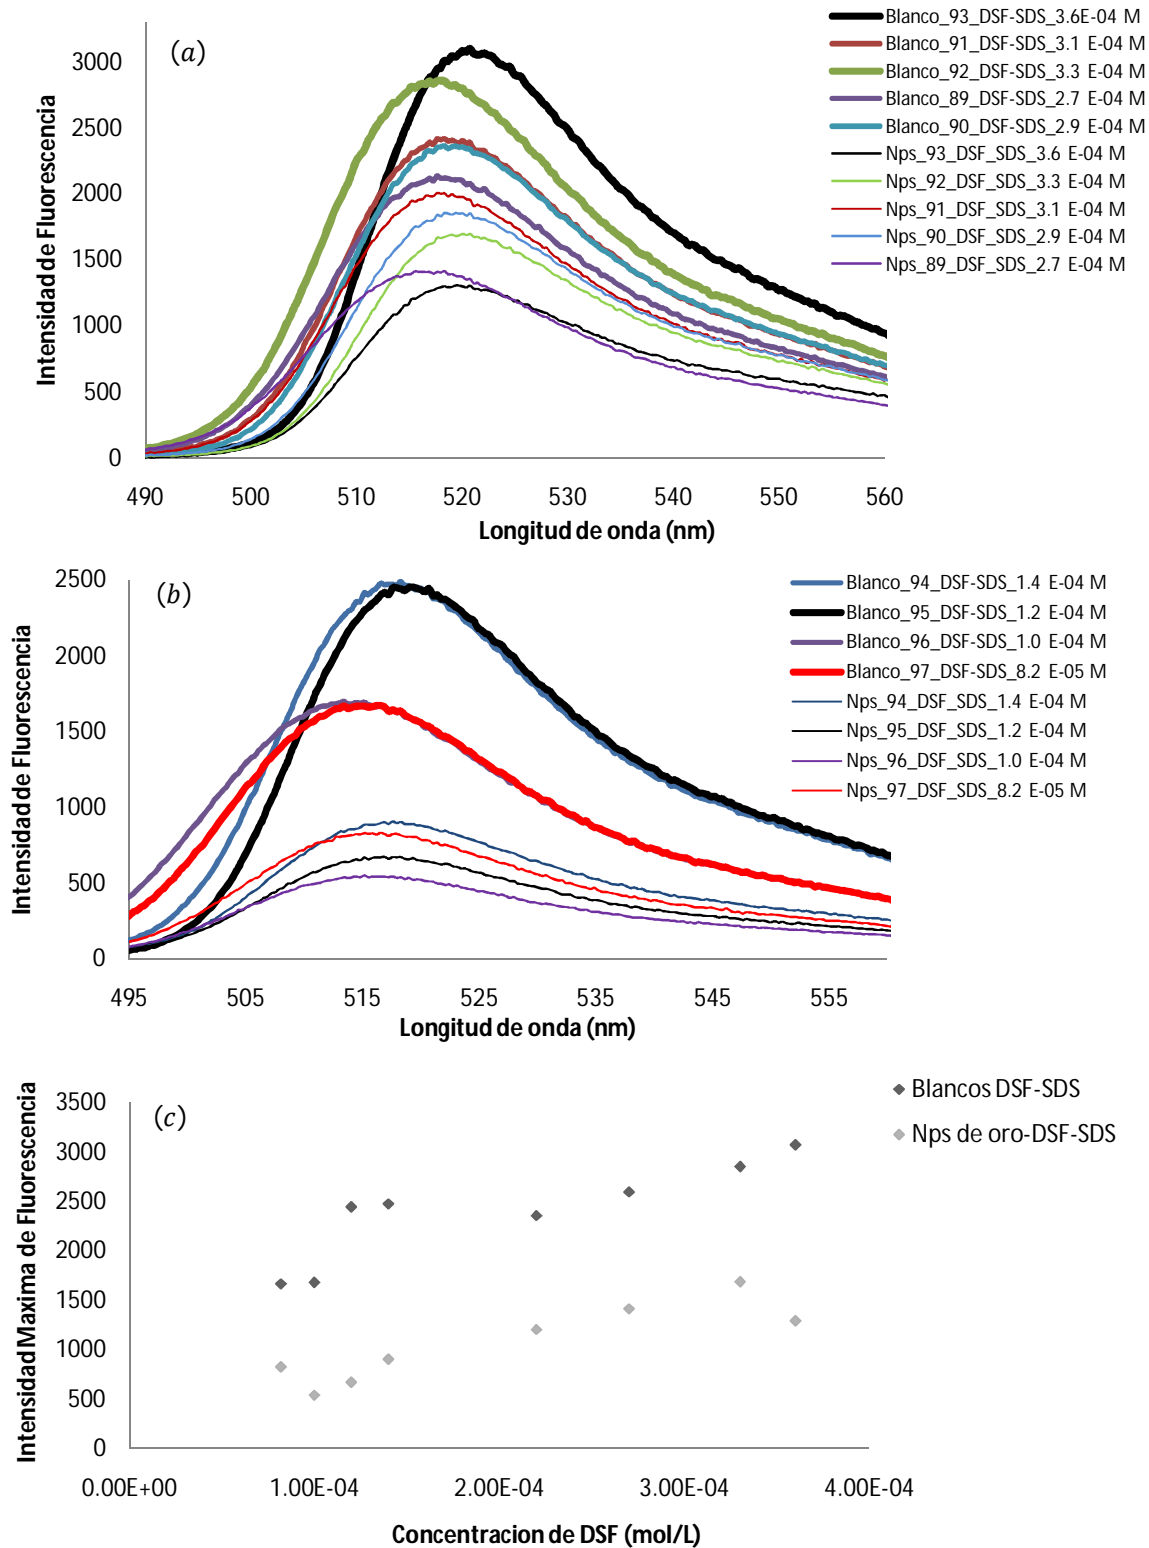 (a)
Intensidad de Fluorescencia
3000
2500
2000
1500
1000
500
0
490 500 510 520 530 540 550 560
Longitud de onda (nm)
Blanco_93_DSF-SDS_3.6E-04 M
Blanco_91_DSF-SDS_3.1 E-04 M
Blanco_92_DSF-SDS_3.3 E-04 M
Blanco_89_DSF-SDS_2.7 E-04 M
Blanco_90_DSF-SDS_2.9 E-04 M
Nps_93_DSF_SDS_3.6 E-04 M
Nps_92_DSF_SDS_3.3 E-04 M
Nps_91_DSF_SDS_3.1 E-04 M
Nps_90_DSF_SDS_2.9 E-04 M
Nps_89_DSF_SDS_2.7 E-04 M
(b)
Intensidad de Fluorescencia
2500
2000
1500
1000
500
0
495 505 515 525 535 545 555
Longitud de onda (nm)
Blanco_94_DSF-SDS_1.4 E-04 M
Blanco_95_DSF-SDS_1.2 E-04 M
Blanco_96_DSF-SDS_1.0 E-04 M
Blanco_97_DSF-SDS_8.2 E-05 M
Nps_94_DSF_SDS_1.4 E-04 M
Nps_95_DSF_SDS_1.2 E-04 M
Nps_96_DSF_SDS_1.0 E-04 M
Nps_97_DSF_SDS_8.2 E-05 M
(c)
Intensidad Maxima de Fluorescencia
3500
3000
2500
2000
1500
1000
500
0
0.00E+00 1.00E-04 2.00E-04 3.00E-04 4.00E-04
Concentracion de DSF (mol/L)
Blancos DSF-SDS
Nps de oro-DSF-SDS